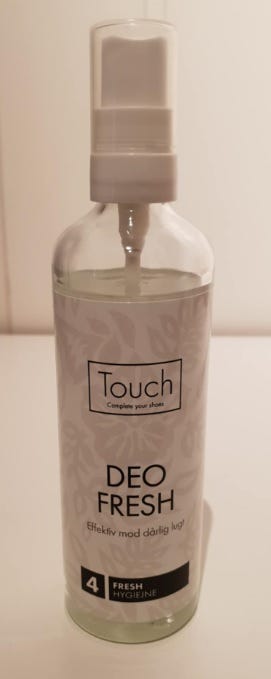 Touch
Complete your shoes
DEO
FRESH
Effektiv mod dårlig lugt
4 FRESH
HYGIEJNE